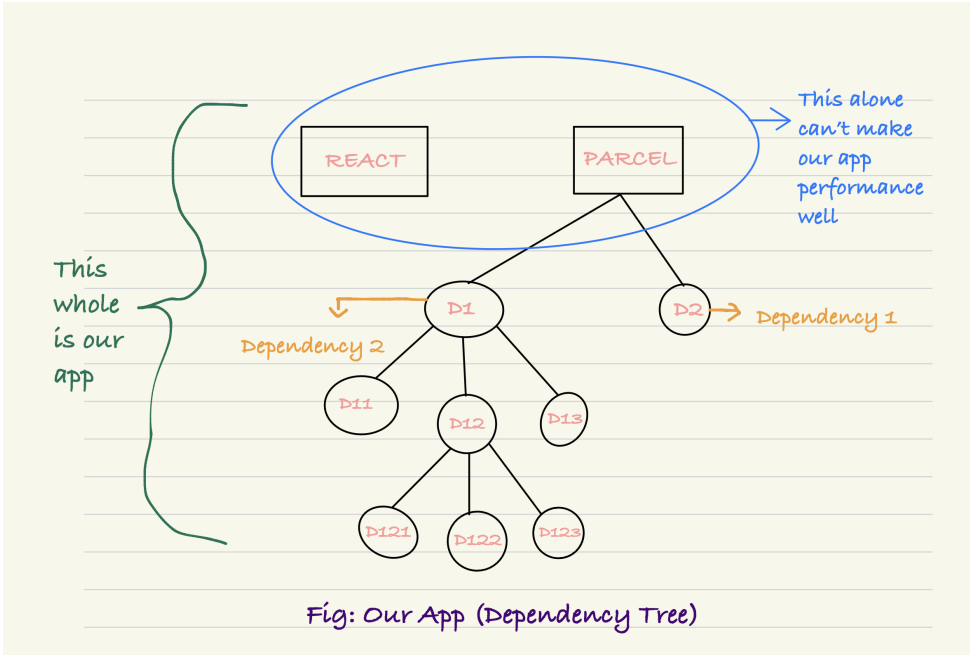 This alone
can't make
our app
performance
well
REACT
PARCEL
This
whole
is our
app
D1
D2
Dependency 1
Dependency 2
D11
D12
D13
D121
D122
D123
Fig: Our App (Dependency Tree)